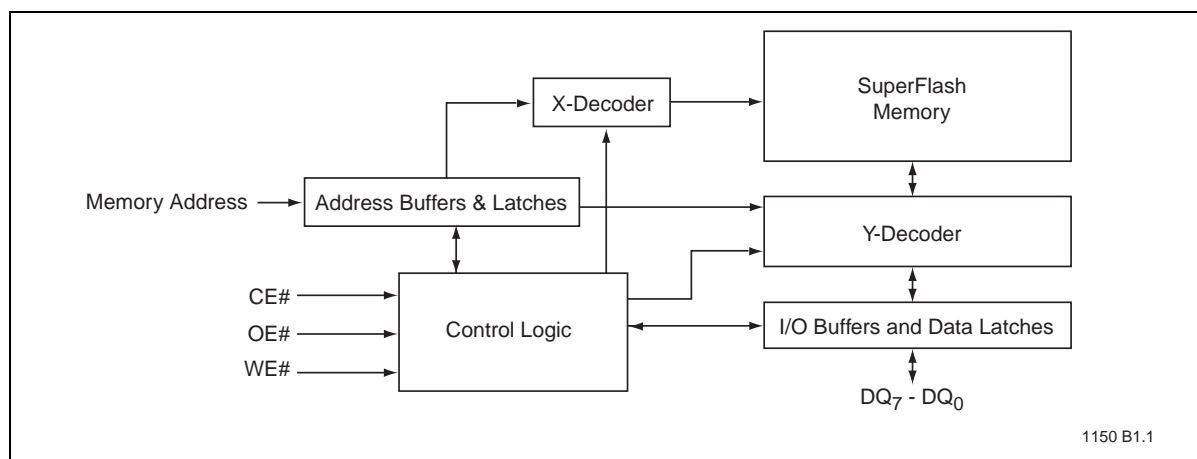 SuperFlash
Memory
X-Decoder
Memory Address
Address Buffers & Latches
Y-Decoder
CE#
OE#
WE#
Control Logic
I/O Buffers and Data Latches
DQ7 - DQ0
1150 B1.1